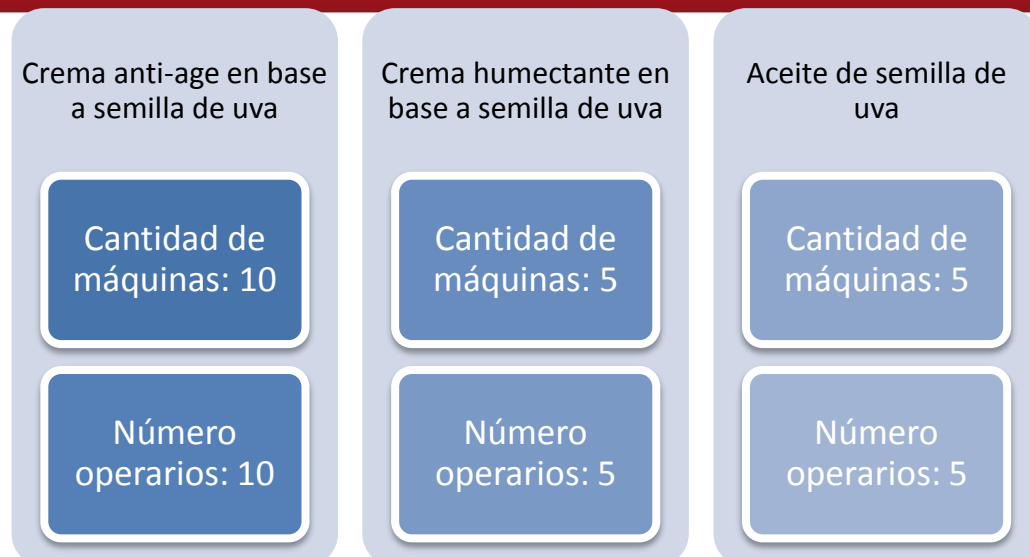 Crema anti-age en base
a semilla de uva
Cantidad de
máquinas: 10
Número
operarios: 10
Crema humectante en
base a semilla de uva
Cantidad de
máquinas: 5
Número
operarios: 5
Aceite de semilla de
uva
Cantidad de
máquinas: 5
Número
operarios: 5